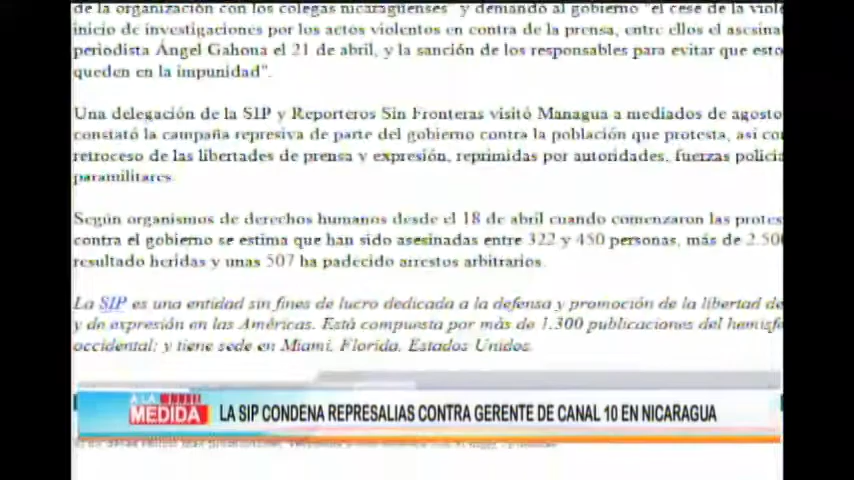 de la organización con los colegas nicaragüenses" y demandó al gobierno "el cese de la viole
inicio de investigaciones por los actos violentos en contra de la prensa, entre ellos el asesina
periodista Ángel Gahona el 21 de abril, y la sanción de los responsables para evitar que esto
queden en la impunidad".
Una delegación de la SIP y Reporteros Sin Fronteras visitó Managua a mediados de agosto
constató la campaña represiva de parte del gobierno contra la población que protesta, asi con
retroceso de las libertades de prensa y expresión, reprimidas por autoridades, fuerzas policia
paramilitares.
Según organismos de derechos humanos desde el 18 de abril cuando comenzaron las protes
contra el gobierno se estima que han sido asesinadas entre 322 y 450 personas, más de 2.500
resultado heridas y unas 507 ha padecido arrestos arbitrarios.
La SIP es una entidad sin fines de lucro dedicada a la defensa y promoción de la libertad de
y de expresión en las Américas. Está compuesta por más de 1.300 publicaciones del hemisfe
occidental; y tiene sede en Miami, Florida, Estados Unidos.
A LA
MEDIDA
LA SIP CONDENA REPRESALIAS CONTRA GERENTE DE CANAL 10 EN NICARAGUA